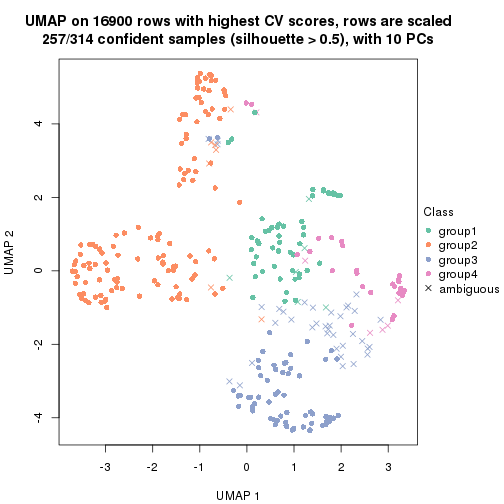 UMAP on 16900 rows with highest CV scores, rows are scaled
257/314 confident samples (silhouette > 0.5), with 10 PCs
UMAP 2
4
2
0
-2
-4
-3
-2
-1
0
1
2
3
UMAP 1
Class
group1
group2
group3
group4
ambiguous